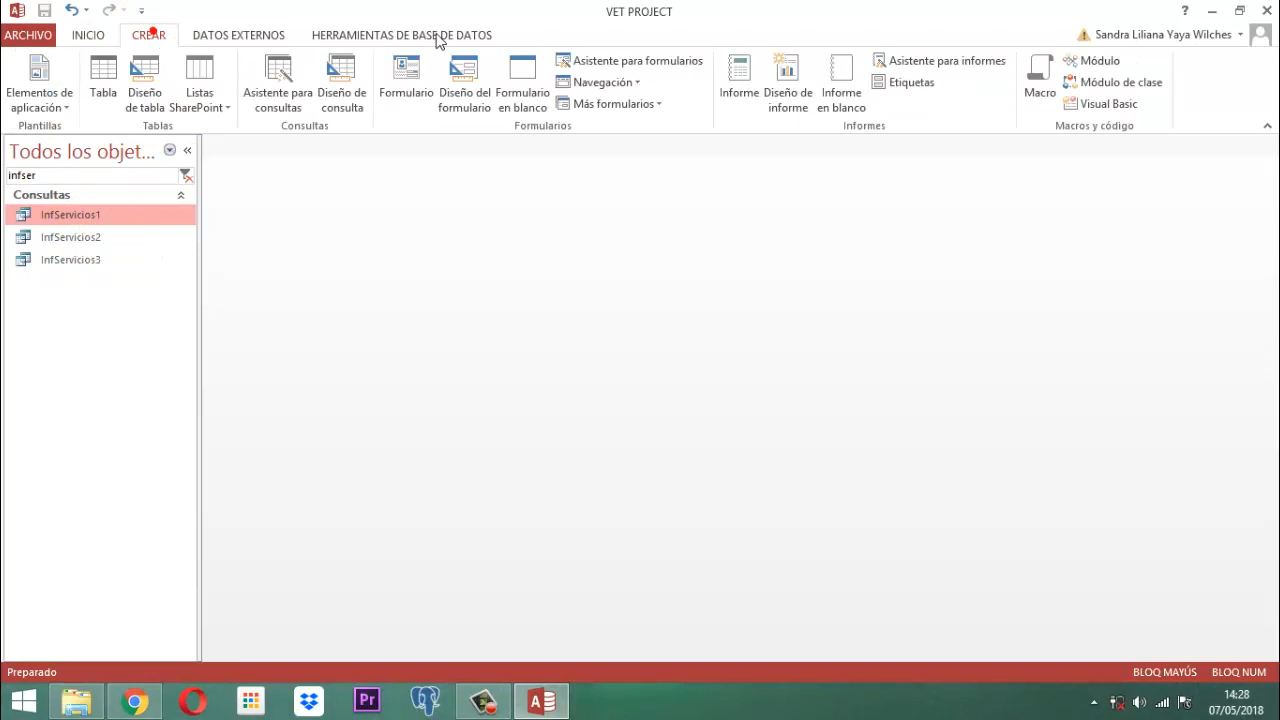 VET PROJECT
?
ARCHIVO INICIO CREAR DATOS EXTERNOS HERRAMIENTAS DE BASE DE DATOS Sandra Liliana Yaya Wilches
Elementos de aplicación
Plantillas
Tabla
Diseño de tabla
Listas SharePoint
Tablas
Asistente para consultas
Diseño de consulta
Consultas
Formulario
Diseño del formulario
Formulario en blanco
Asistente para formularios
Navegación
Más formularios
Formularios
Informe
Diseño de informe
Informe en blanco
Asistente para informes
Etiquetas
Informes
Macro
Módulo
Módulo de clase
Visual Basic
Macros y código
Todos los objet...
infser
Consultas
InfServicios1
InfServicios2
InfServicios3
Preparado BLOQ MAYÚS BLOQ NUM
Pr
14:28
07/05/2018